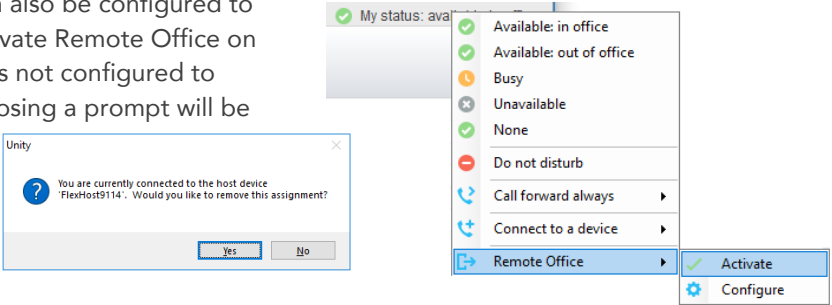 also be configured to
vate Remote Office on
s not configured to
osing a prompt will be
Unity
You are currently connected to the host device
'FlexHost9114'. Would you like to remove this assignment?
Yes
No
My status:
Available: in office
Available: out of office
Busy
Unavailable
None
Do not disturb
Call forward always
Connect to a device
Remote Office
Activate
Configure